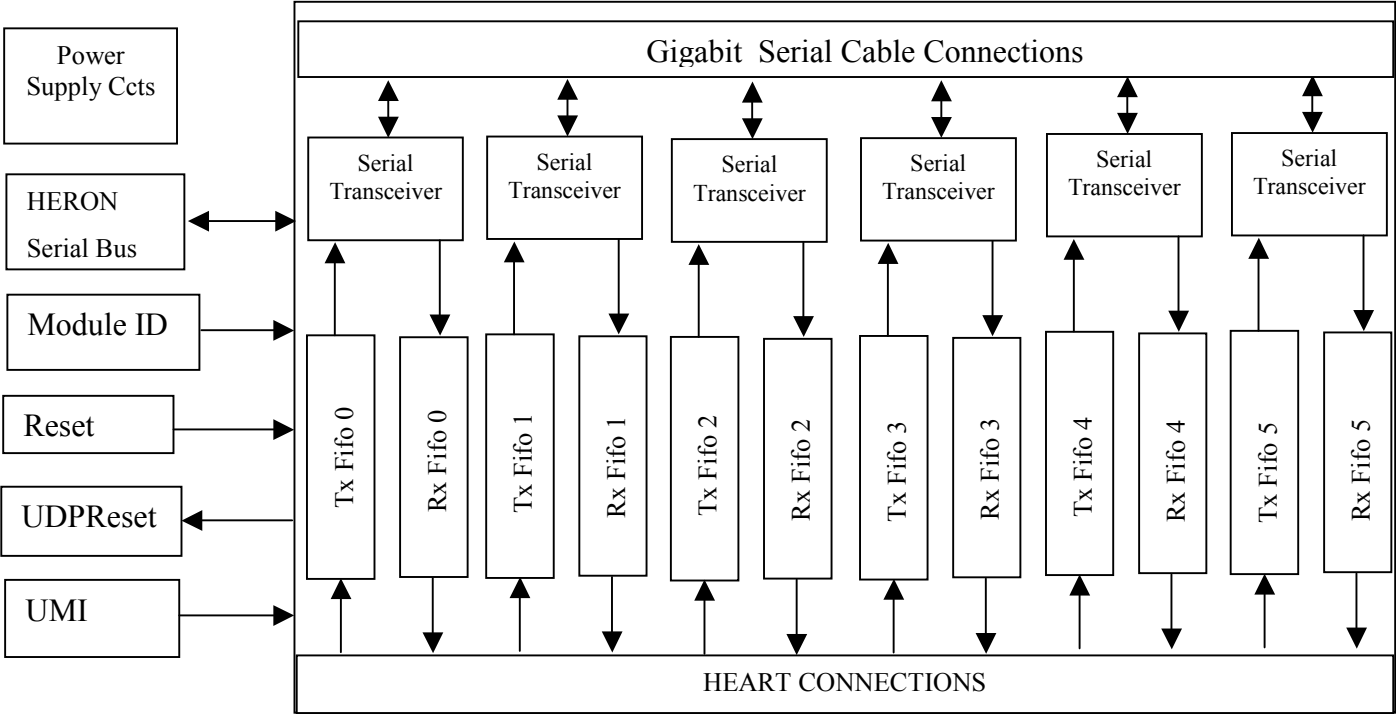 Gigabit Serial Cable Connections
Power
Supply Ccts
HERON
Serial Bus
Module ID
Reset
UDPReset
UMI
Serial
Transceiver
Serial
Transceiver
Serial
Transceiver
Serial
Transceiver
Serial
Transceiver
Serial
Transceiver
Tx Fifo 0
Rx Fifo 0
Tx Fifo 1
Rx Fifo 1
Tx Fifo 2
Rx Fifo 2
Tx Fifo 3
Rx Fifo 3
Tx Fifo 4
Rx Fifo 4
Tx Fifo 5
Rx Fifo 5
HEART CONNECTIONS